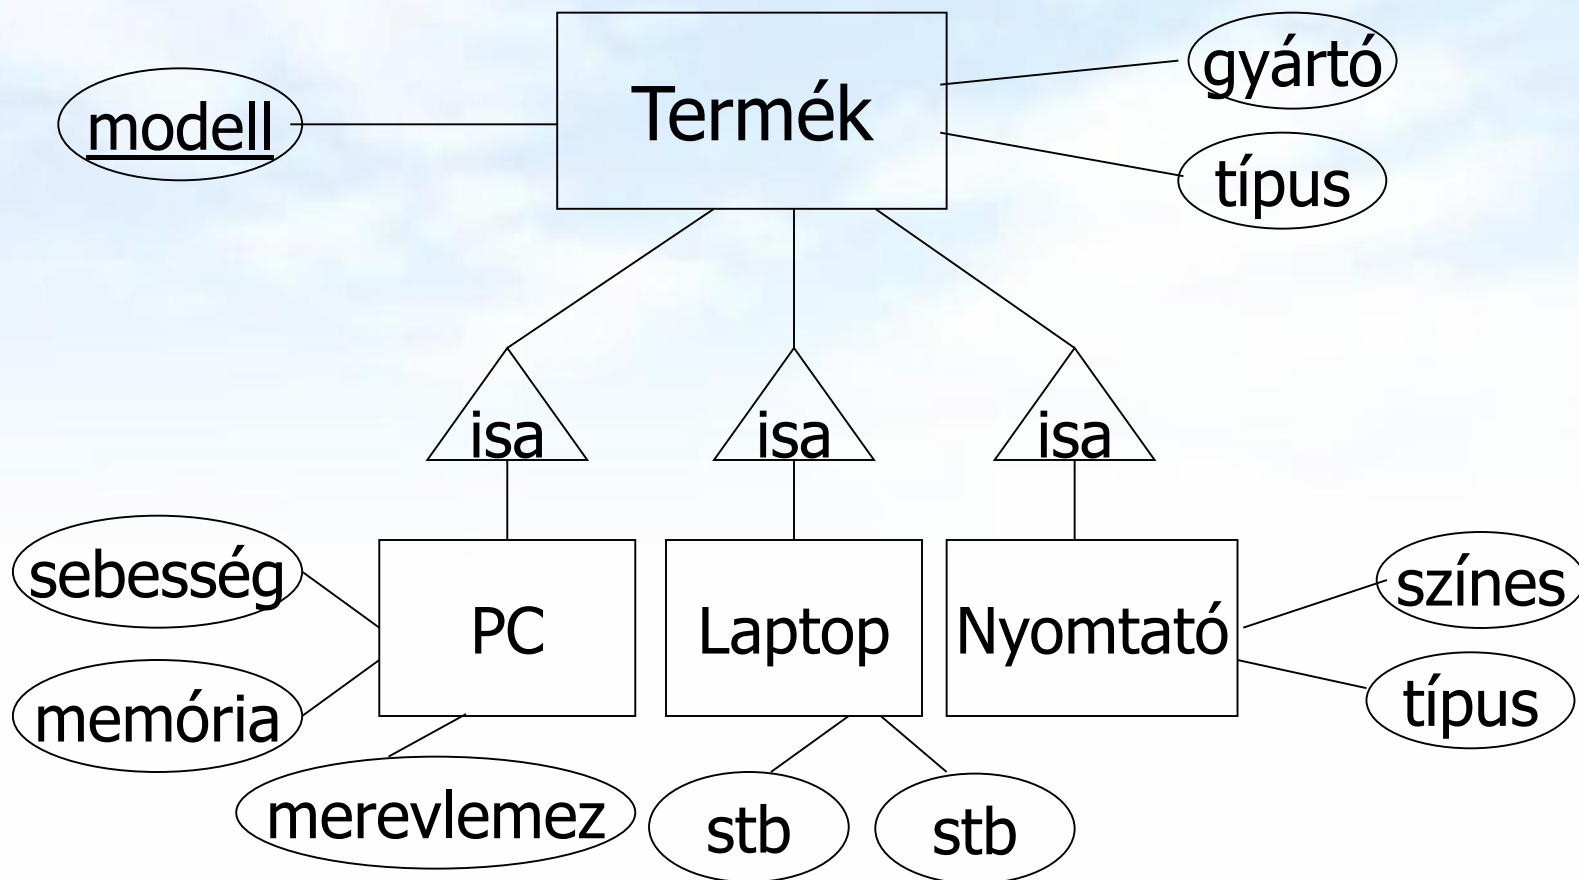 modell
Termék
gyártó
típus
isa
isa
isa
sebesség
PC
Laptop
Nyomtató
színes
memória
típus
merevlemez
stb
stb